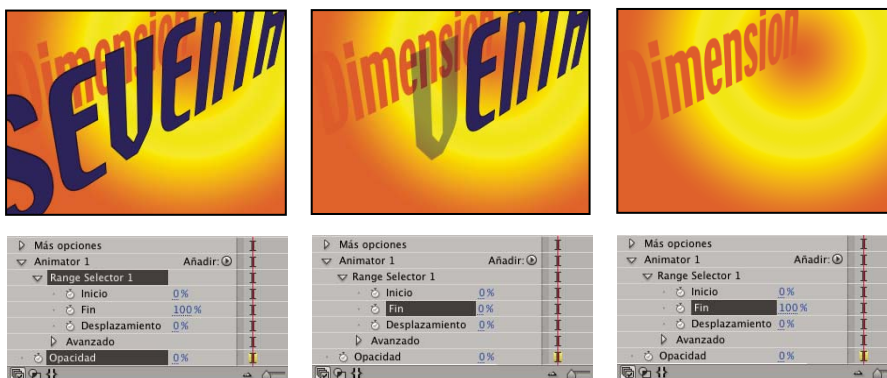 Dimension
SEVENTH
Dimension
VENTH
Dimension
Más opciones
Animator 1 Añadir:
Range Selector 1
Inicio 0%
Fin 100%
Desplazamiento 0%
Avanzado
Opacidad 0%
Más opciones
Animator 1 Añadir:
Range Selector 1
Inicio 0%
Fin 0%
Desplazamiento 0%
Avanzado
Opacidad 0%
Más opciones
Animator 1 Añadir:
Range Selector 1
Inicio 0%
Fin 100%
Desplazamiento 0%
Avanzado
Opacidad 0%